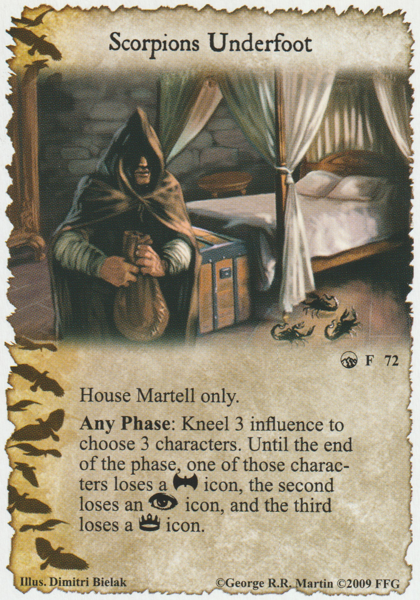 Scorpions Underfoot
F 72
House Martell only.
Any Phase: Kneel 3 influence to
choose 3 characters. Until the end
of the phase, one of those charac-
ters loses a icon, the second
loses an icon, and the third
loses a icon.
Illus. Dimitri Bielak ©George R.R. Martin ©2009 FFG